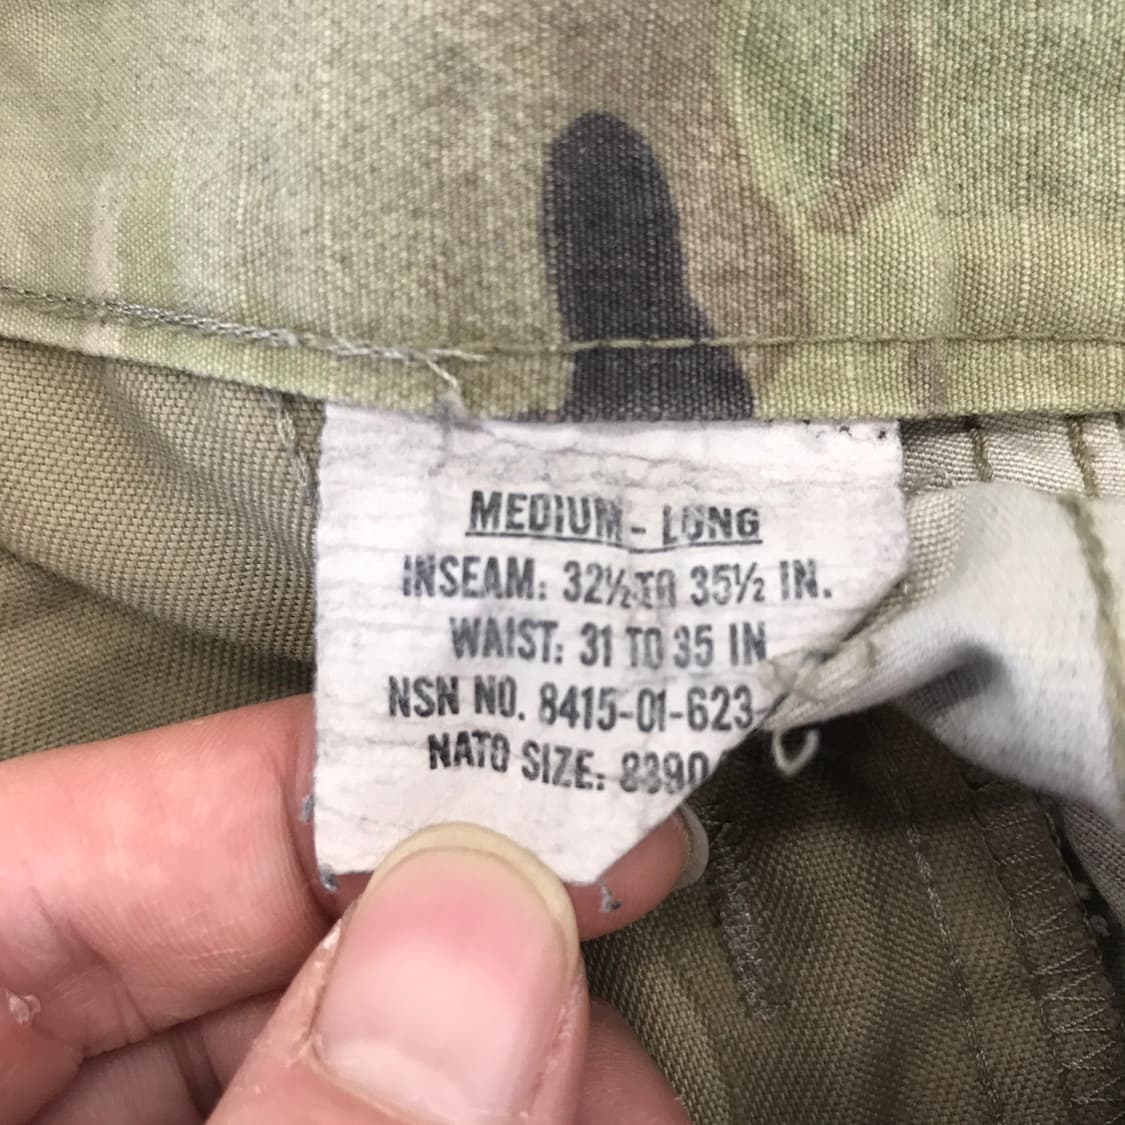 MEDIUM - LONG
INSEAM: 32½ TO 35½ IN.
WAIST: 31 TO 35 IN
NSN NO. 8415-01-623-
NATO SIZE: 8390